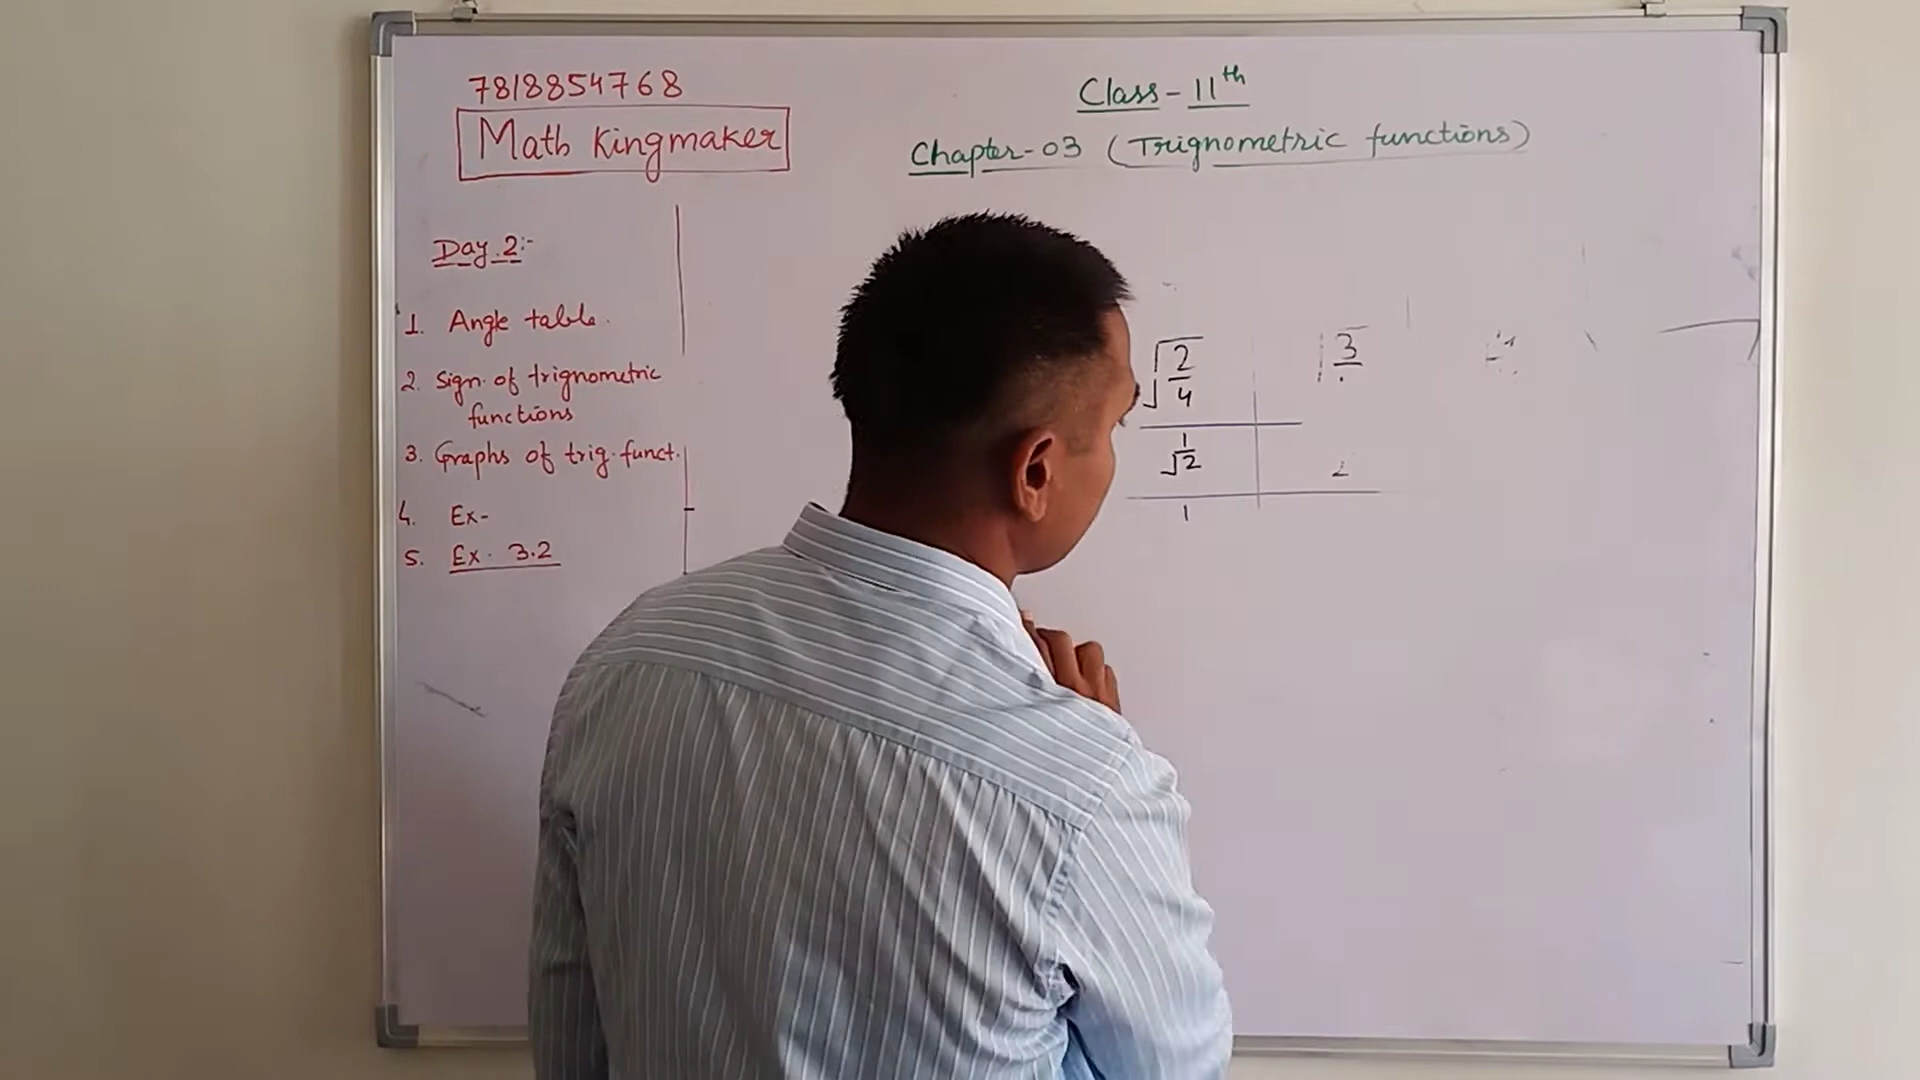 7818854768
Math Kingmaker
Class - 11th
Chapter-03 (Trignometric functions)
Day 2:-
1. Angle table.
2. Sign of trignometric
functions
3. Graphs of trig. funct.
4. Ex-
5. Ex. 3.2
√2/4
3
1/√2
1